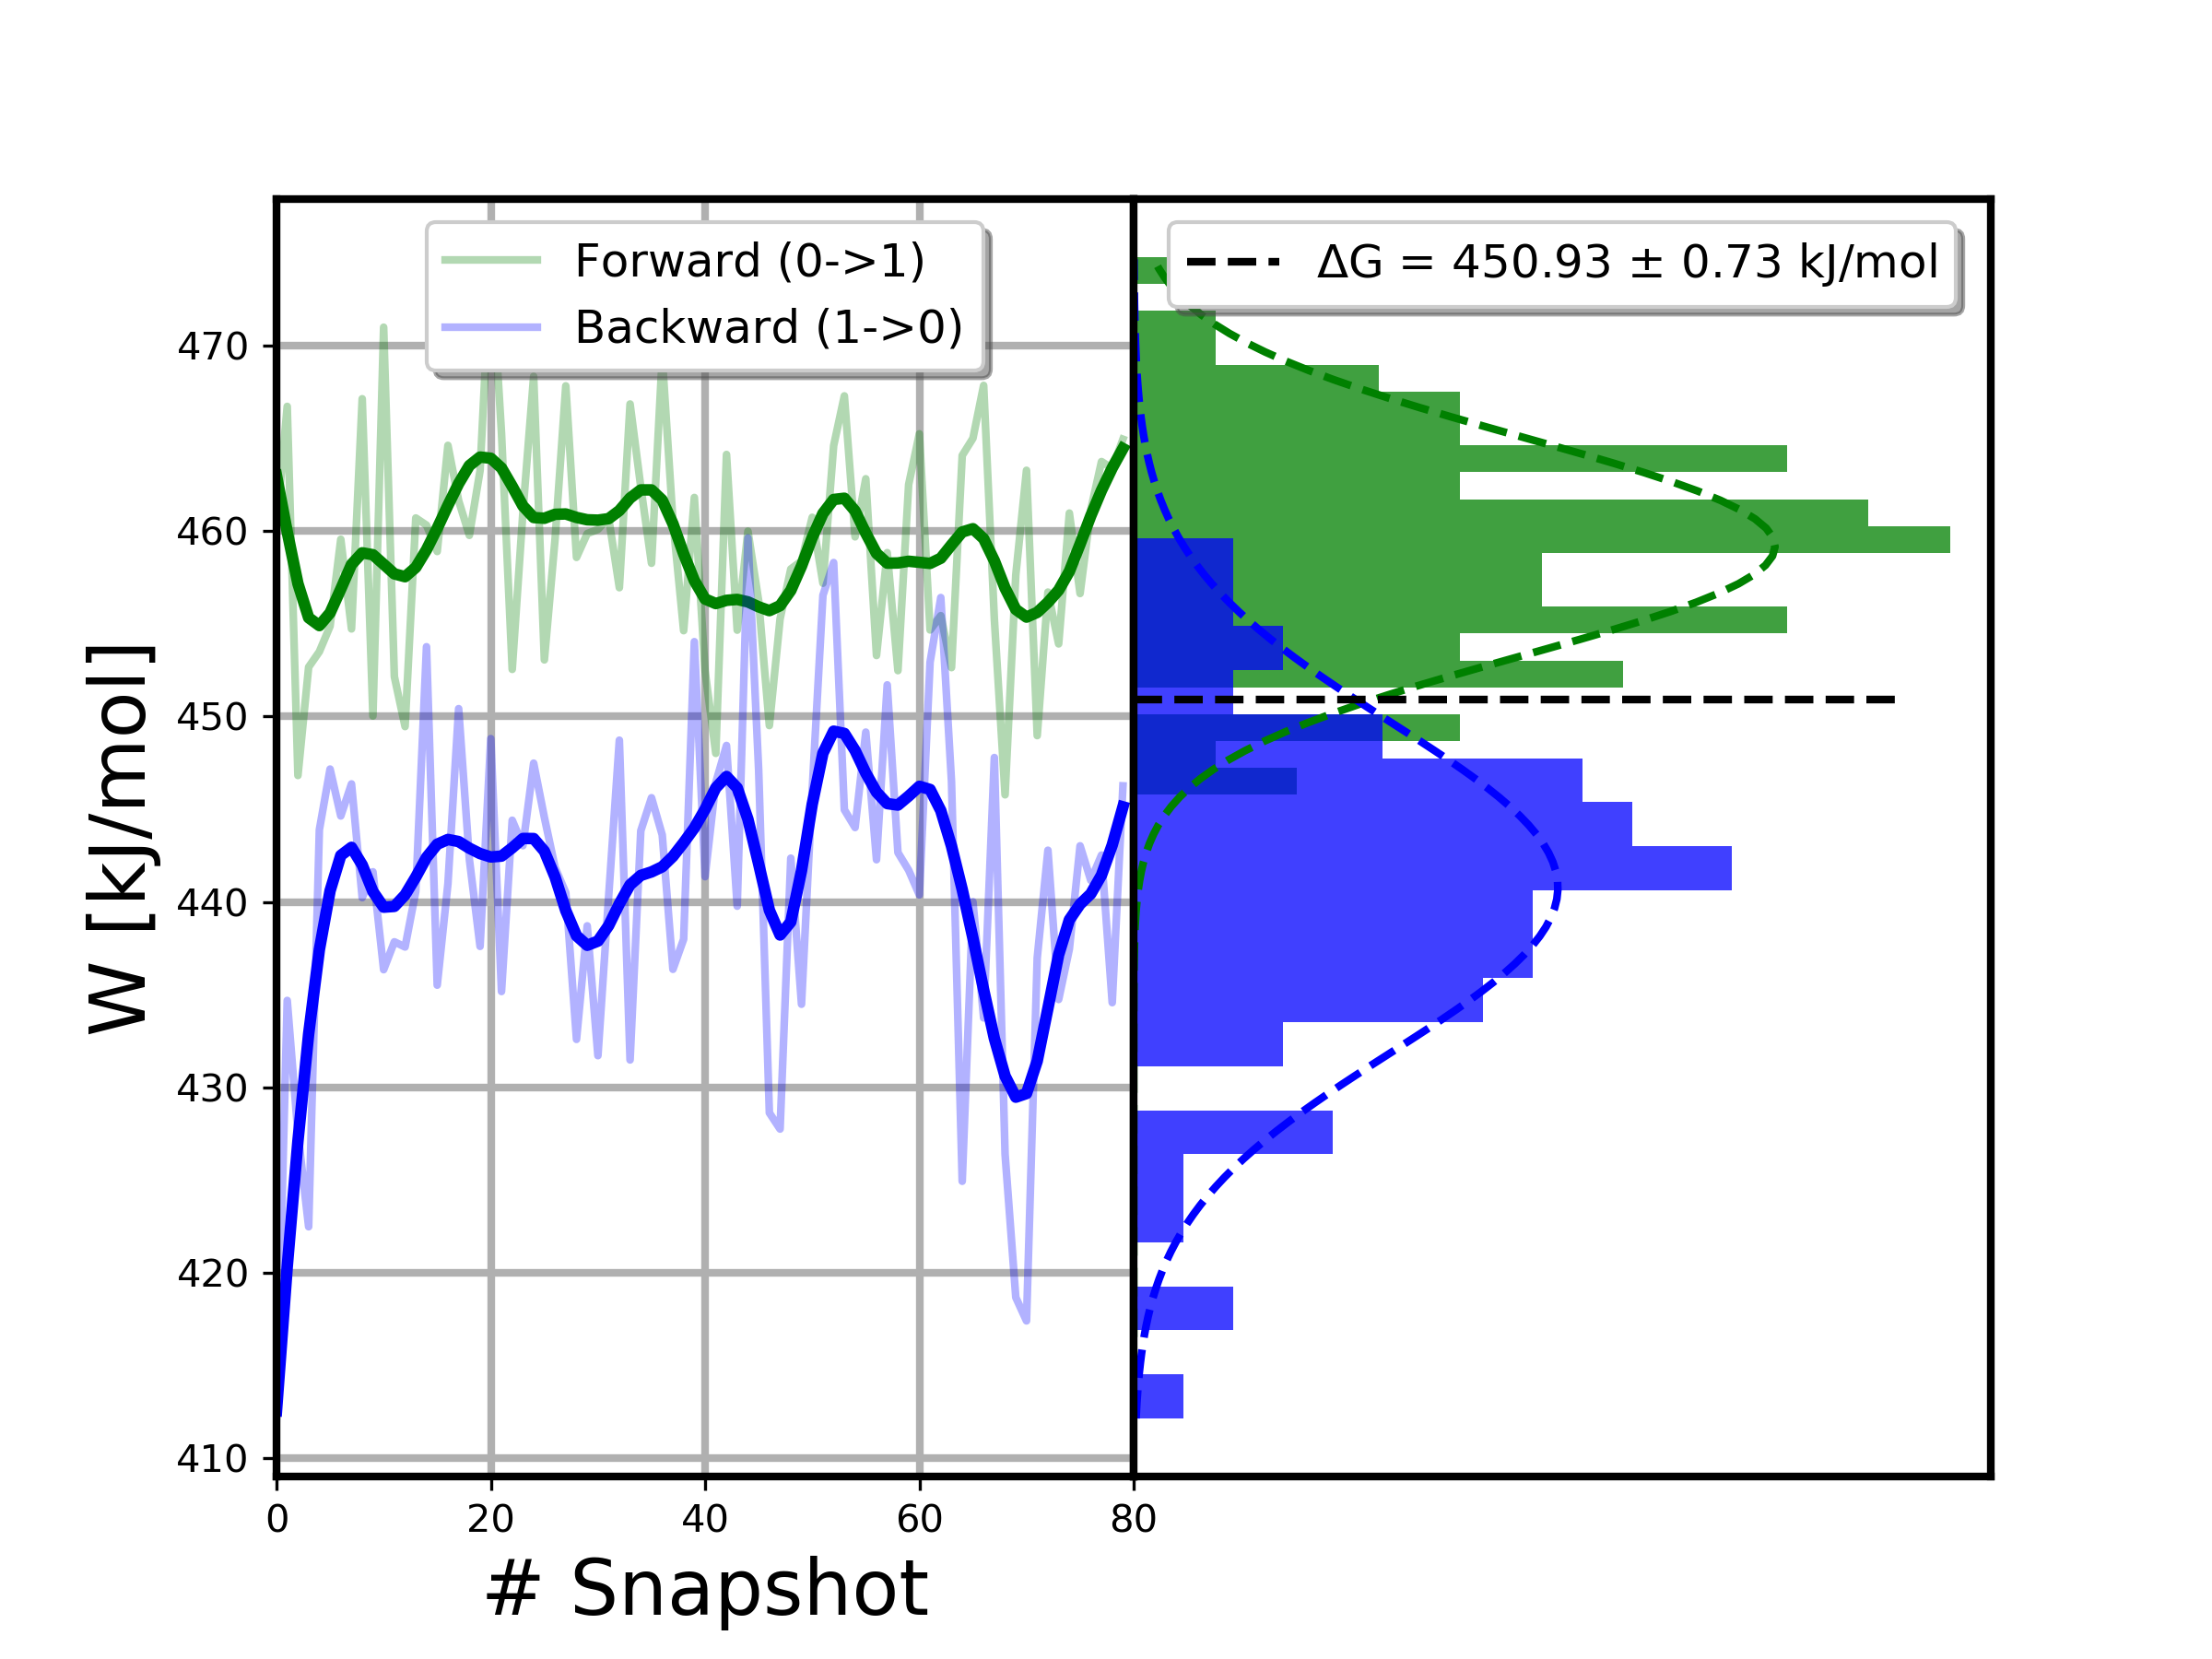 Forward (0->1)
Backward (1->0)
ΔG = 450.93 ± 0.73 kJ/mol
W [kJ/mol]
470
460
450
440
430
420
410
0 20 40 60 80
# Snapshot